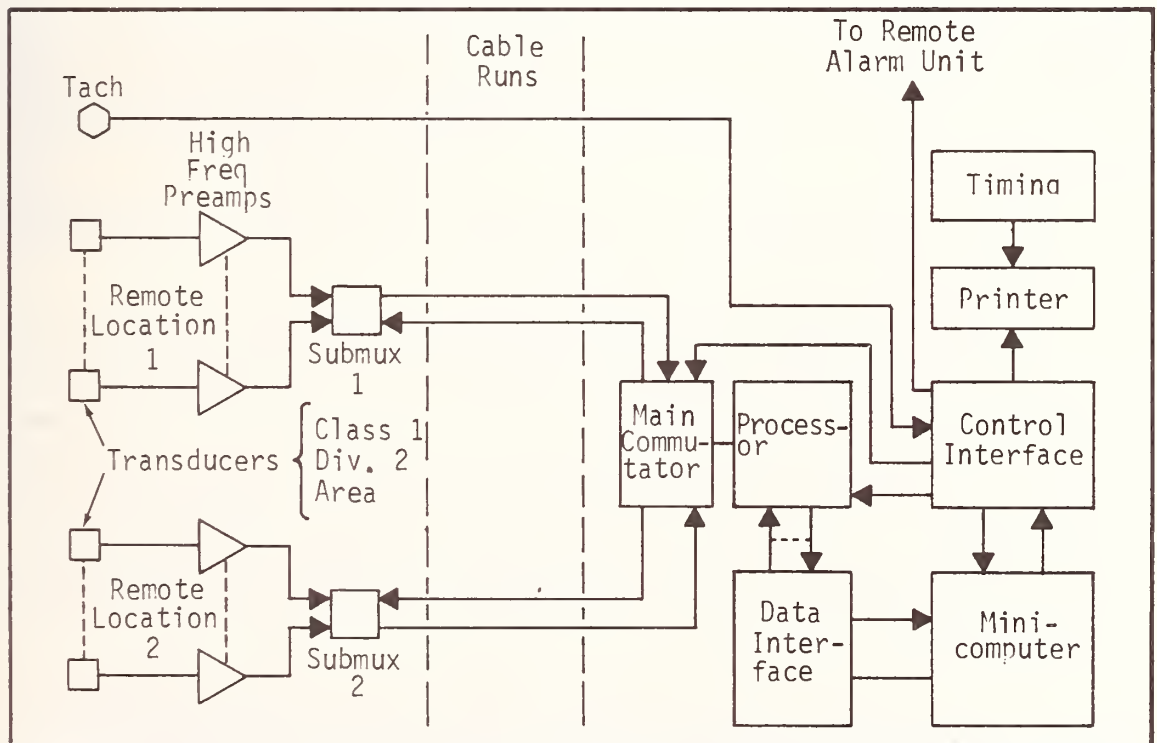 Cable
Runs
To Remote
Alarm Unit
Tach
High
Freq
Preamps
Timing
Printer
Remote
Location
1
Submux
1
Main
Commu-
tator
Process-
or
Control
Interface
Transducers
Class 1
Div. 2
Area
Remote
Location
2
Submux
2
Data
Inter-
face
Mini-
computer